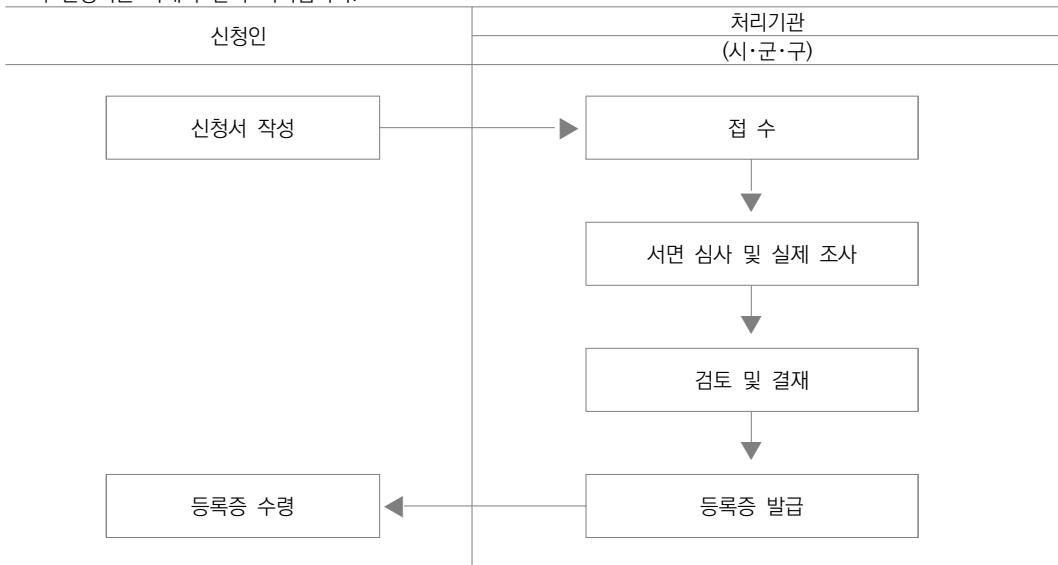 신청인
처리기관
(시·군·구)
신청서 작성
접 수
서면 심사 및 실제 조사
검토 및 결재
등록증 수령
등록증 발급